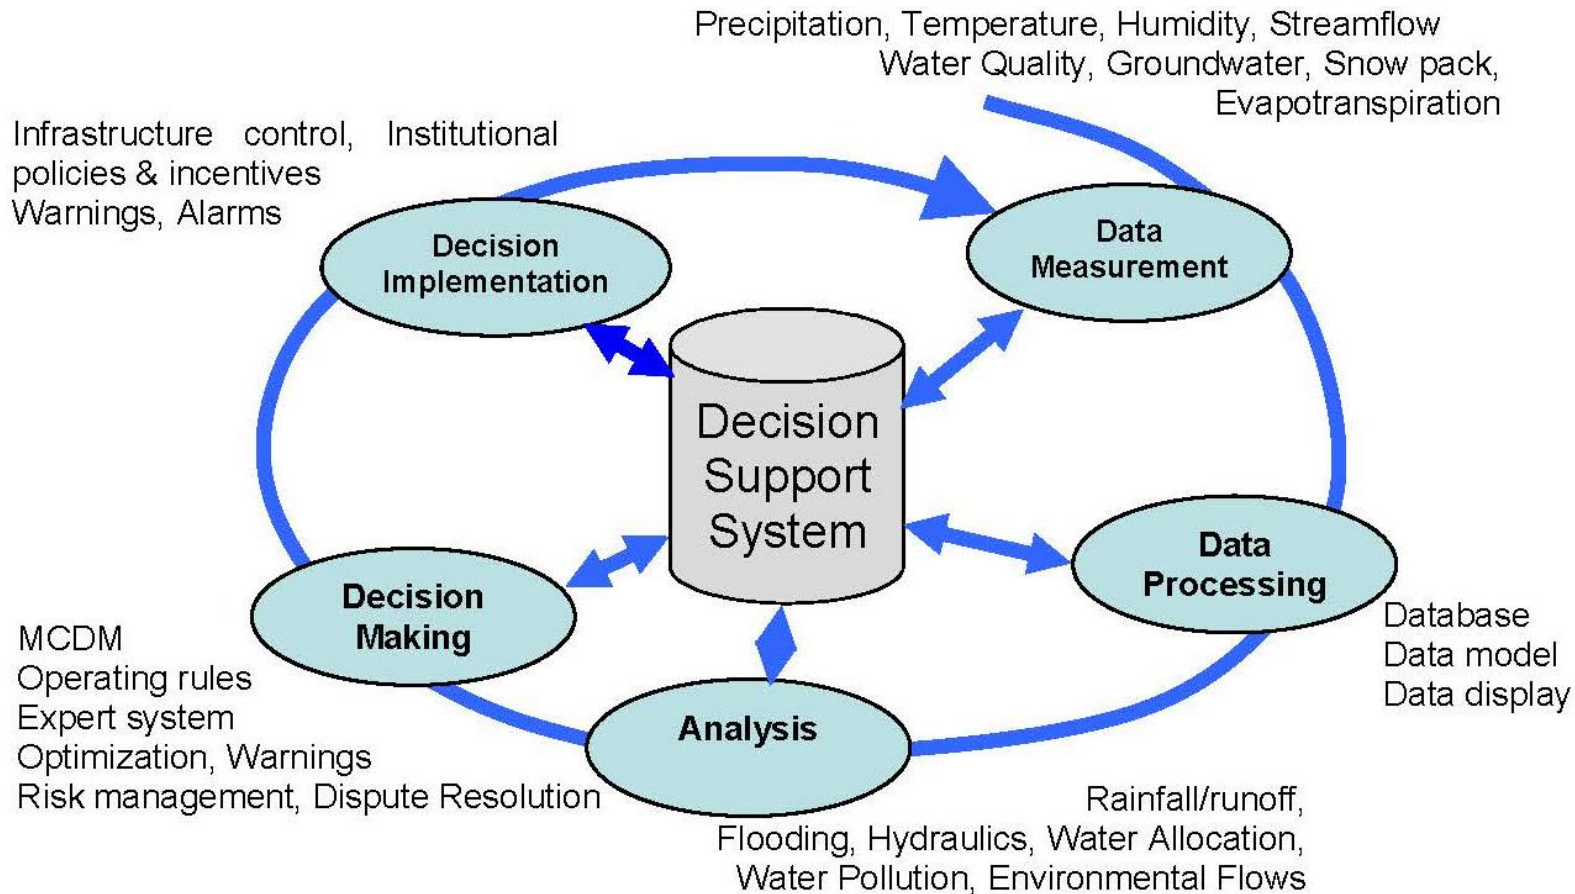 Precipitation, Temperature, Humidity, Streamflow
Water Quality, Groundwater, Snow pack,
Evapotranspiration
Infrastructure control, Institutional
policies & incentives
Warnings, Alarms
Decision
Implementation
Data
Measurement
Decision
Support
System
Data
Processing
Database
Data model
Data display
Decision
Making
MCDM
Operating rules
Expert system
Optimization, Warnings
Risk management, Dispute Resolution
Analysis
Rainfall/runoff,
Flooding, Hydraulics, Water Allocation,
Water Pollution, Environmental Flows